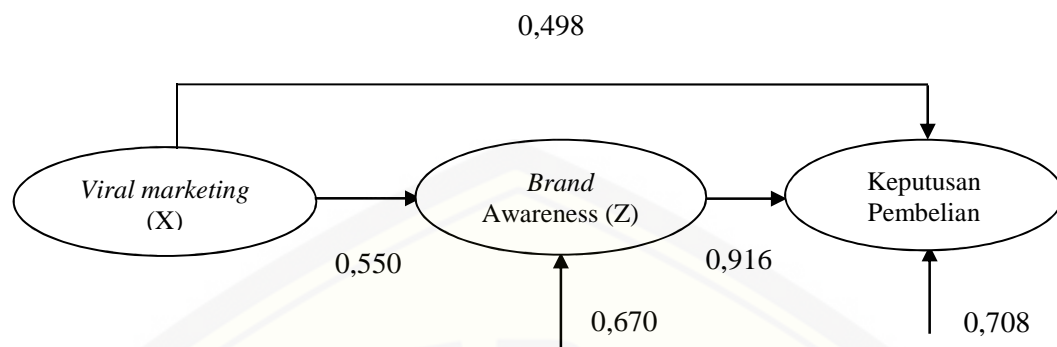 0,498
Viral marketing
(X)
Brand
Awareness (Z)
Keputusan
Pembelian
0,550
0,916
0,670
0,708